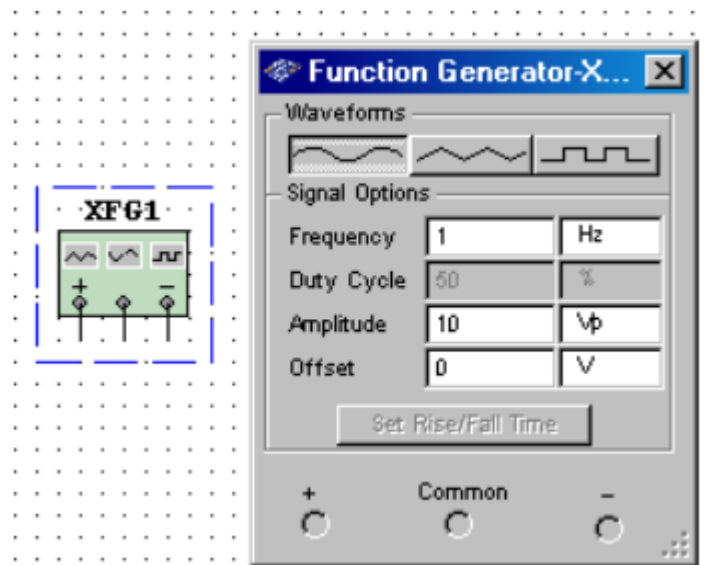 Function Generator-X...
Waveforms
Signal Options
Frequency 1 Hz
Duty Cycle 50 %
Amplitude 10 Vp
Offset 0 V
Set Rise/Fall Time
+ Common –
XFG1
+ –